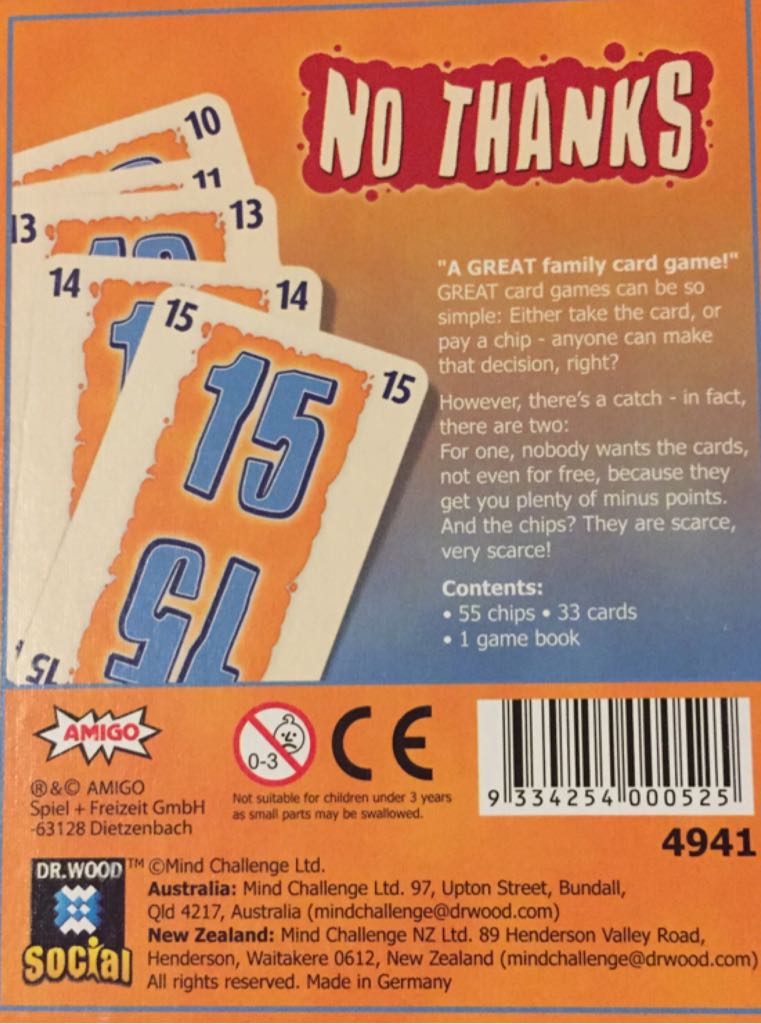 NO THANKS
10
11
13
13
14
14
15
15
15
15
15
"A GREAT family card game!"
GREAT card games can be so
simple: Either take the card, or
pay a chip - anyone can make
that decision, right?
However, there's a catch - in fact,
there are two:
For one, nobody wants the cards,
not even for free, because they
get you plenty of minus points.
And the chips? They are scarce,
very scarce!
Contents:
• 55 chips • 33 cards
• 1 game book
AMIGO
0-3
CE
®&© AMIGO
Spiel + Freizeit GmbH
-63128 Dietzenbach
Not suitable for children under 3 years
as small parts may be swallowed.
9 334254 000525
4941
DR.WOOD™
SOCIAL
©Mind Challenge Ltd.
Australia: Mind Challenge Ltd. 97, Upton Street, Bundall,
Qld 4217, Australia (mindchallenge@drwood.com)
New Zealand: Mind Challenge NZ Ltd. 89 Henderson Valley Road,
Henderson, Waitakere 0612, New Zealand (mindchallenge@drwood.com)
All rights reserved. Made in Germany